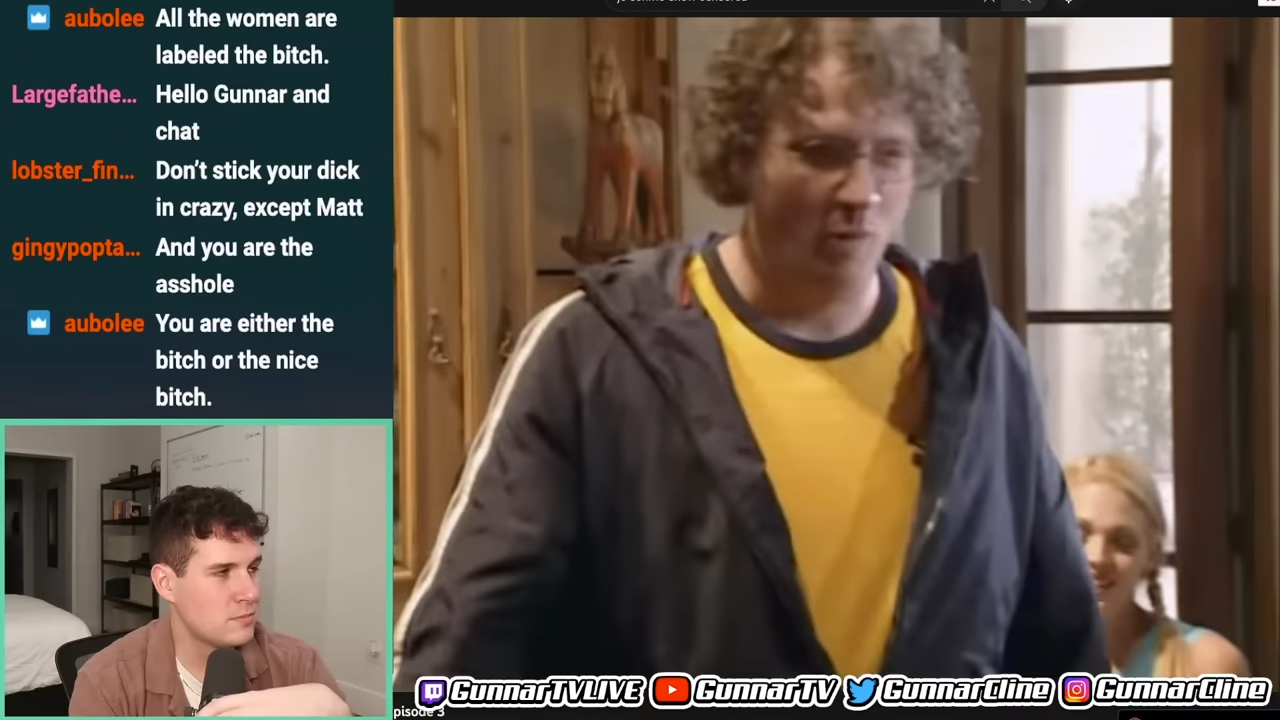 aubolee All the women are
labeled the bitch.
Largefathe... Hello Gunnar and
chat
lobster_fin... Don’t stick your dick
in crazy, except Matt
gingypopta... And you are the
asshole
aubolee You are either the
bitch or the nice
bitch.
GunnarTVLIVE GunnarTV GunnarCline GunnarCline
pisode 3